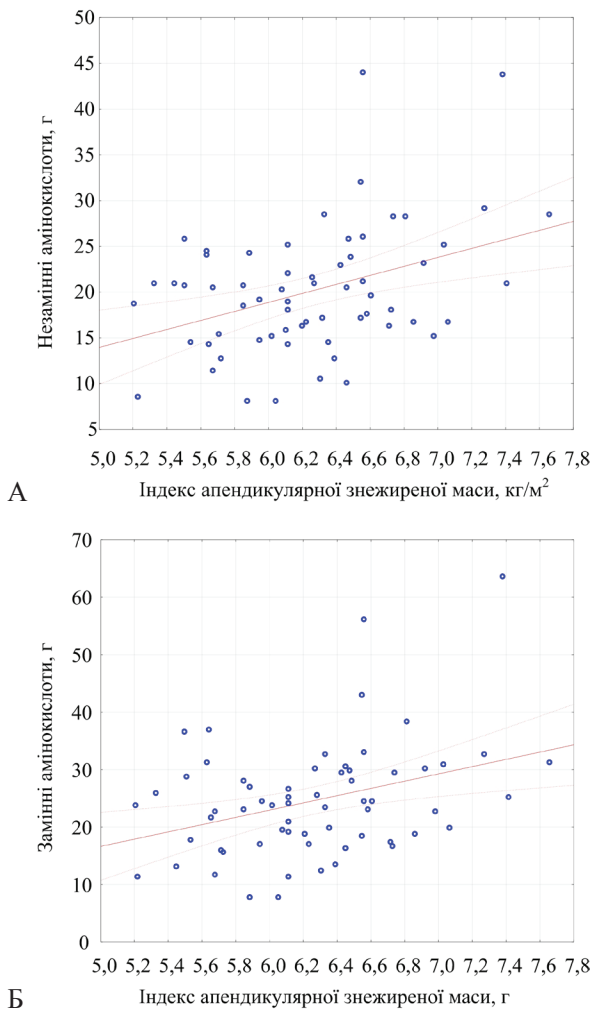 50
45
40
35
30
25
20
15
10
5
Незамінні амінокислоти, г
5,0 5,2 5,4 5,6 5,8 6,0 6,2 6,4 6,6 6,8 7,0 7,2 7,4 7,6 7,8
Індекс апендикулярної знежиреної маси, кг/м²
А
70
60
50
40
30
20
10
0
Замінні амінокислоти, г
5,0 5,2 5,4 5,6 5,8 6,0 6,2 6,4 6,6 6,8 7,0 7,2 7,4 7,6 7,8
Індекс апендикулярної знежиреної маси, г
Б